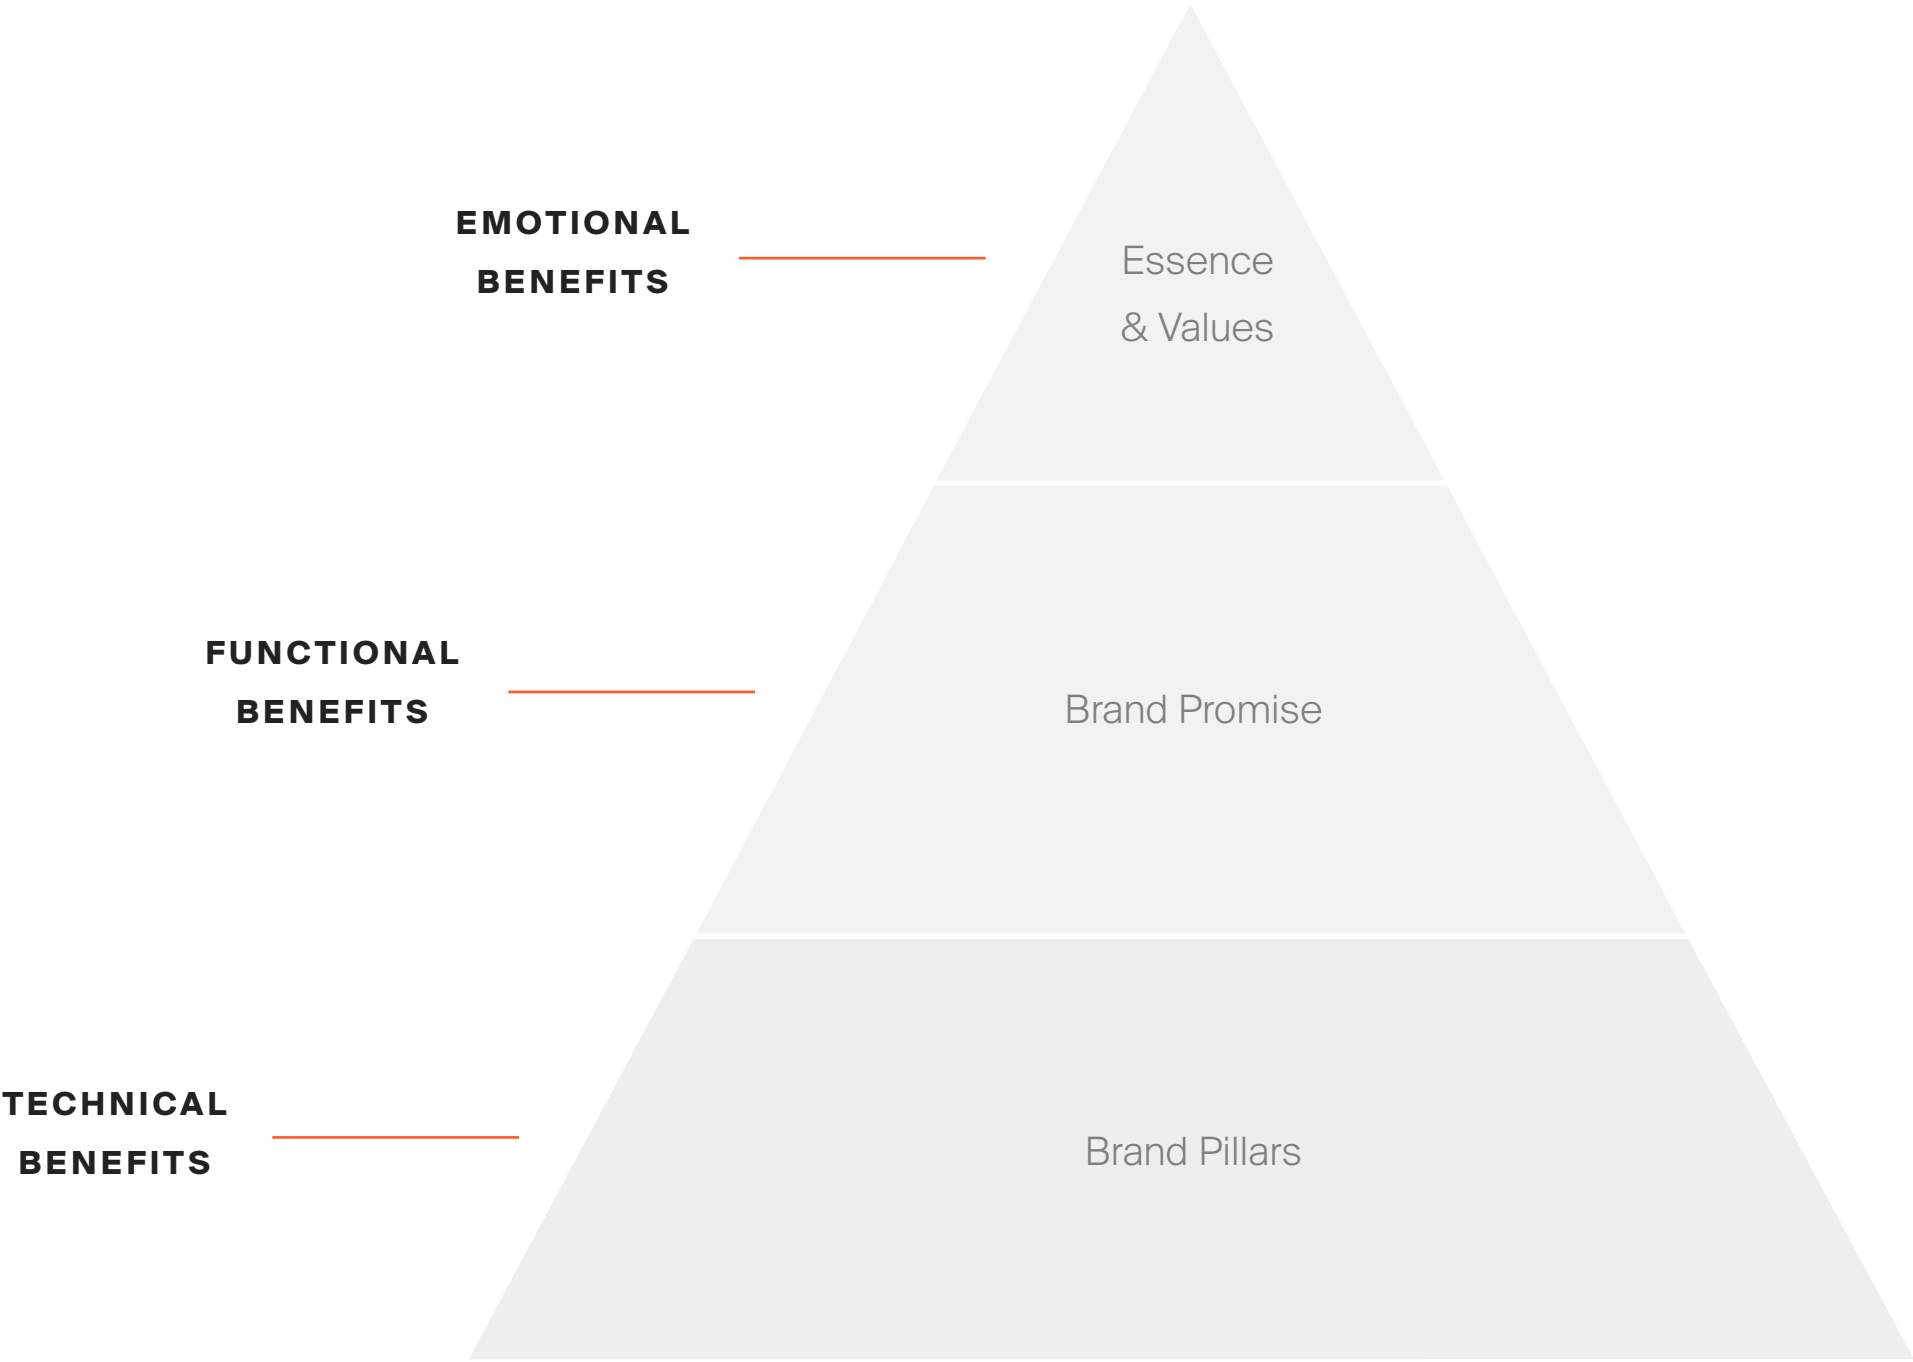 EMOTIONAL
BENEFITS
Essence
& Values
FUNCTIONAL
BENEFITS
Brand Promise
TECHNICAL
BENEFITS
Brand Pillars